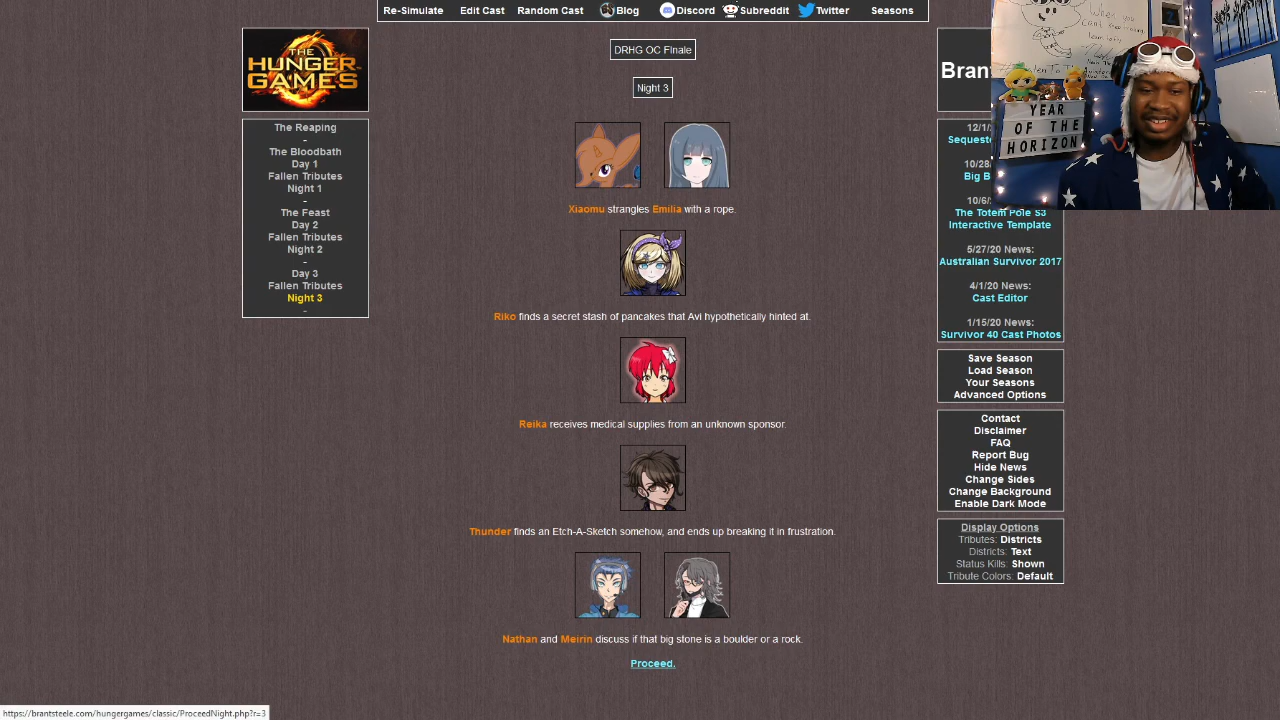 Re-Simulate Edit Cast Random Cast Blog Discord Subreddit Twitter Seasons
THE
HUNGER
GAMES
The Reaping
-
The Bloodbath
Day 1
Fallen Tributes
Night 1
-
The Feast
Day 2
Fallen Tributes
Night 2
-
Day 3
Fallen Tributes
Night 3
-
DRHG OC FInale
Night 3
Xiaomu strangles Emilia with a rope.
Riko finds a secret stash of pancakes that Avi hypothetically hinted at.
Reika receives medical supplies from an unknown sponsor.
Thunder finds an Etch-A-Sketch somehow, and ends up breaking it in frustration.
Nathan and Meirin discuss if that big stone is a boulder or a rock.
Proceed.
Brant
12/1/
Sequeste
10/28/
Big B
10/6/
The Totem Pole S3
Interactive Template
5/27/20 News:
Australian Survivor 2017
4/1/20 News:
Cast Editor
1/15/20 News:
Survivor 40 Cast Photos
Save Season
Load Season
Your Seasons
Advanced Options
Contact
Disclaimer
FAQ
Report Bug
Hide News
Change Sides
Change Background
Enable Dark Mode
Display Options
Tributes: Districts
Districts: Text
Status Kills: Shown
Tribute Colors: Default
When you
YEAR
OF THE
HORIZON
https://brantsteele.com/hungergames/classic/ProceedNight.php?r=3